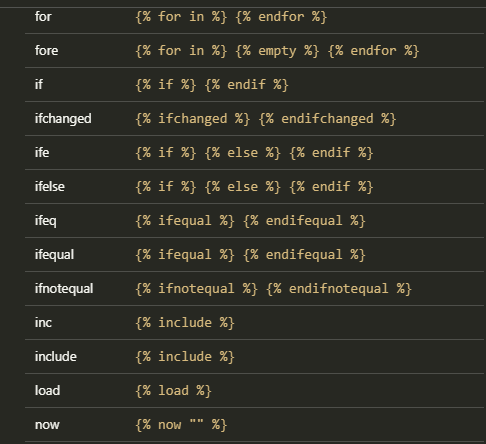 for {% for in %} {% endfor %}
fore {% for in %} {% empty %} {% endfor %}
if {% if %} {% endif %}
ifchanged {% ifchanged %} {% endifchanged %}
ife {% if %} {% else %} {% endif %}
ifelse {% if %} {% else %} {% endif %}
ifeq {% ifequal %} {% endifequal %}
ifequal {% ifequal %} {% endifequal %}
ifnotequal {% ifnotequal %} {% endifnotequal %}
inc {% include %}
include {% include %}
load {% load %}
now {% now "" %}